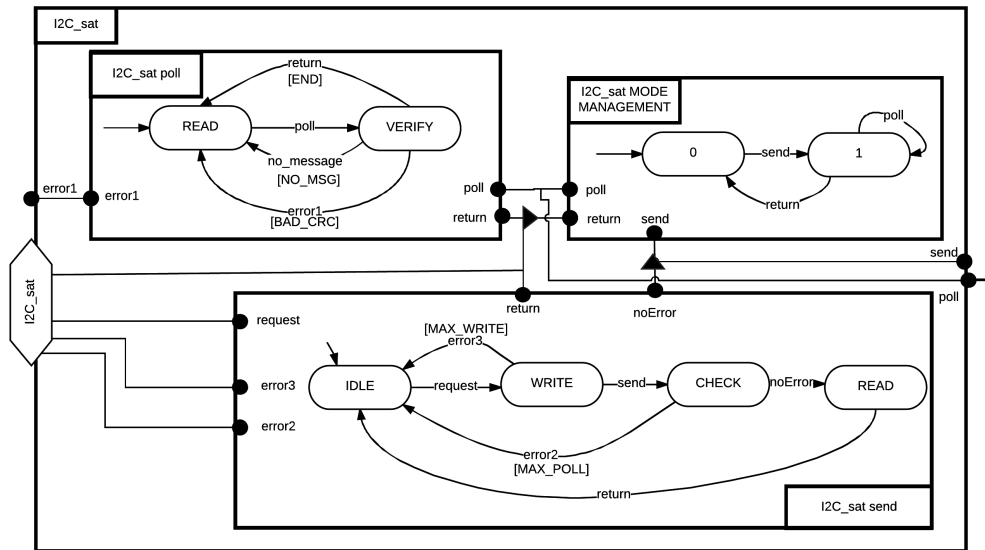 I2C_sat
I2C_sat poll
return
[END]
READ
poll
VERIFY
no_message
[NO_MSG]
error1
[BAD_CRC]
error1
error1
poll
return
I2C_sat MODE
MANAGEMENT
0
send
1
poll
return
poll
return
send
send
poll
I2C_sat
return
noError
request
error3
error2
[MAX_WRITE]
error3
IDLE
request
WRITE
send
CHECK
noError
READ
error2
[MAX_POLL]
return
I2C_sat send